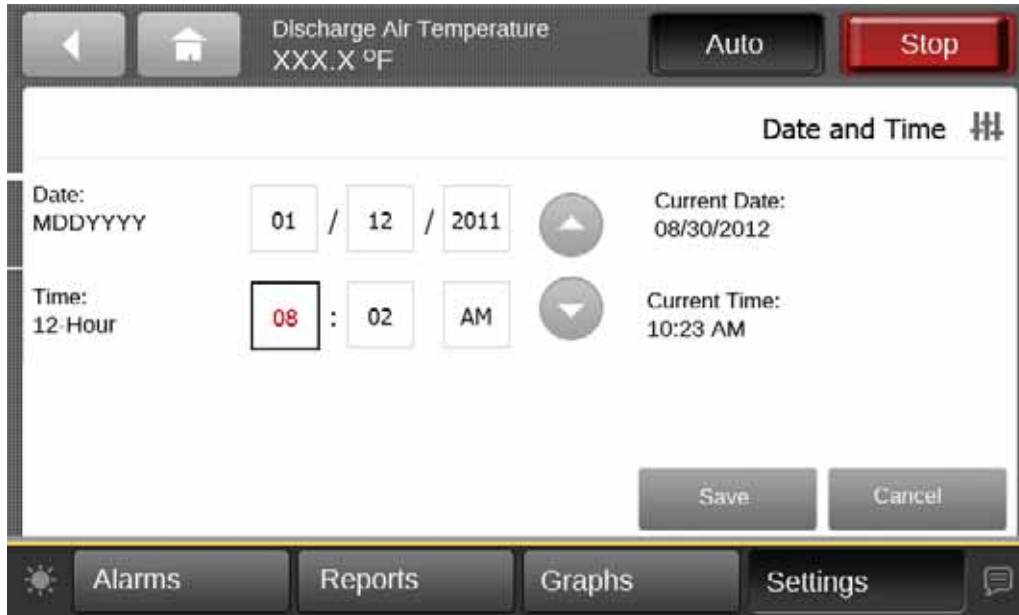 Discharge Air Temperature
XXX.X ºF
Auto
Stop
Date and Time
Date:
MDDYYYY
01 / 12 / 2011
Current Date:
08/30/2012
Time:
12-Hour
08 : 02 AM
Current Time:
10:23 AM
Save
Cancel
Alarms
Reports
Graphs
Settings